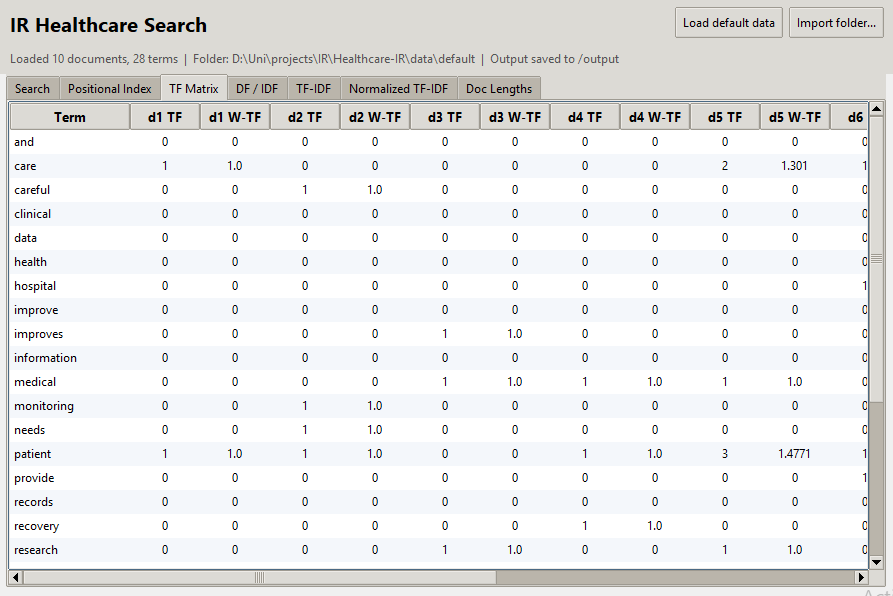 IR Healthcare Search
Load default data
Import folder...
Loaded 10 documents, 28 terms | Folder: D:\Uni\projects\IR\Healthcare-IR\data\default | Output saved to /output
Search Positional Index TF Matrix DF / IDF TF-IDF Normalized TF-IDF Doc Lengths
Term d1 TF d1 W-TF d2 TF d2 W-TF d3 TF d3 W-TF d4 TF d4 W-TF d5 TF d5 W-TF d6
and 0 0 0 0 0 0 0 0 0 0 0
care 1 1.0 0 0 0 0 0 0 2 1.301 1
careful 0 0 1 1.0 0 0 0 0 0 0 0
clinical 0 0 0 0 0 0 0 0 0 0 0
data 0 0 0 0 0 0 0 0 0 0 0
health 0 0 0 0 0 0 0 0 0 0 0
hospital 0 0 0 0 0 0 0 0 0 0 1
improve 0 0 0 0 0 0 0 0 0 0 0
improves 0 0 0 0 1 1.0 0 0 0 0 0
information 0 0 0 0 0 0 0 0 0 0 0
medical 0 0 0 0 1 1.0 1 1.0 1 1.0 0
monitoring 0 0 1 1.0 0 0 0 0 0 0 0
needs 0 0 1 1.0 0 0 0 0 0 0 0
patient 1 1.0 1 1.0 0 0 1 1.0 3 1.4771 1
provide 0 0 0 0 0 0 0 0 0 0 1
records 0 0 0 0 0 0 0 0 0 0 0
recovery 0 0 0 0 0 0 1 1.0 0 0 0
research 0 0 0 0 1 1.0 0 0 1 1.0 0